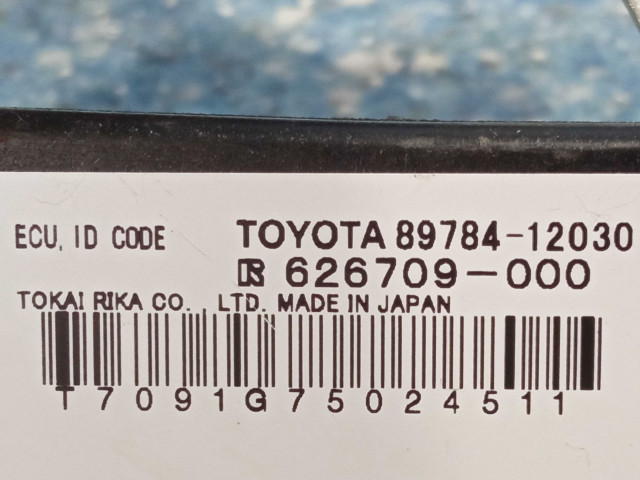 ECU, ID CODE TOYOTA 89784-12030
626709-000
TOKAI RIKA CO., LTD. MADE IN JAPAN
T7091G75024511